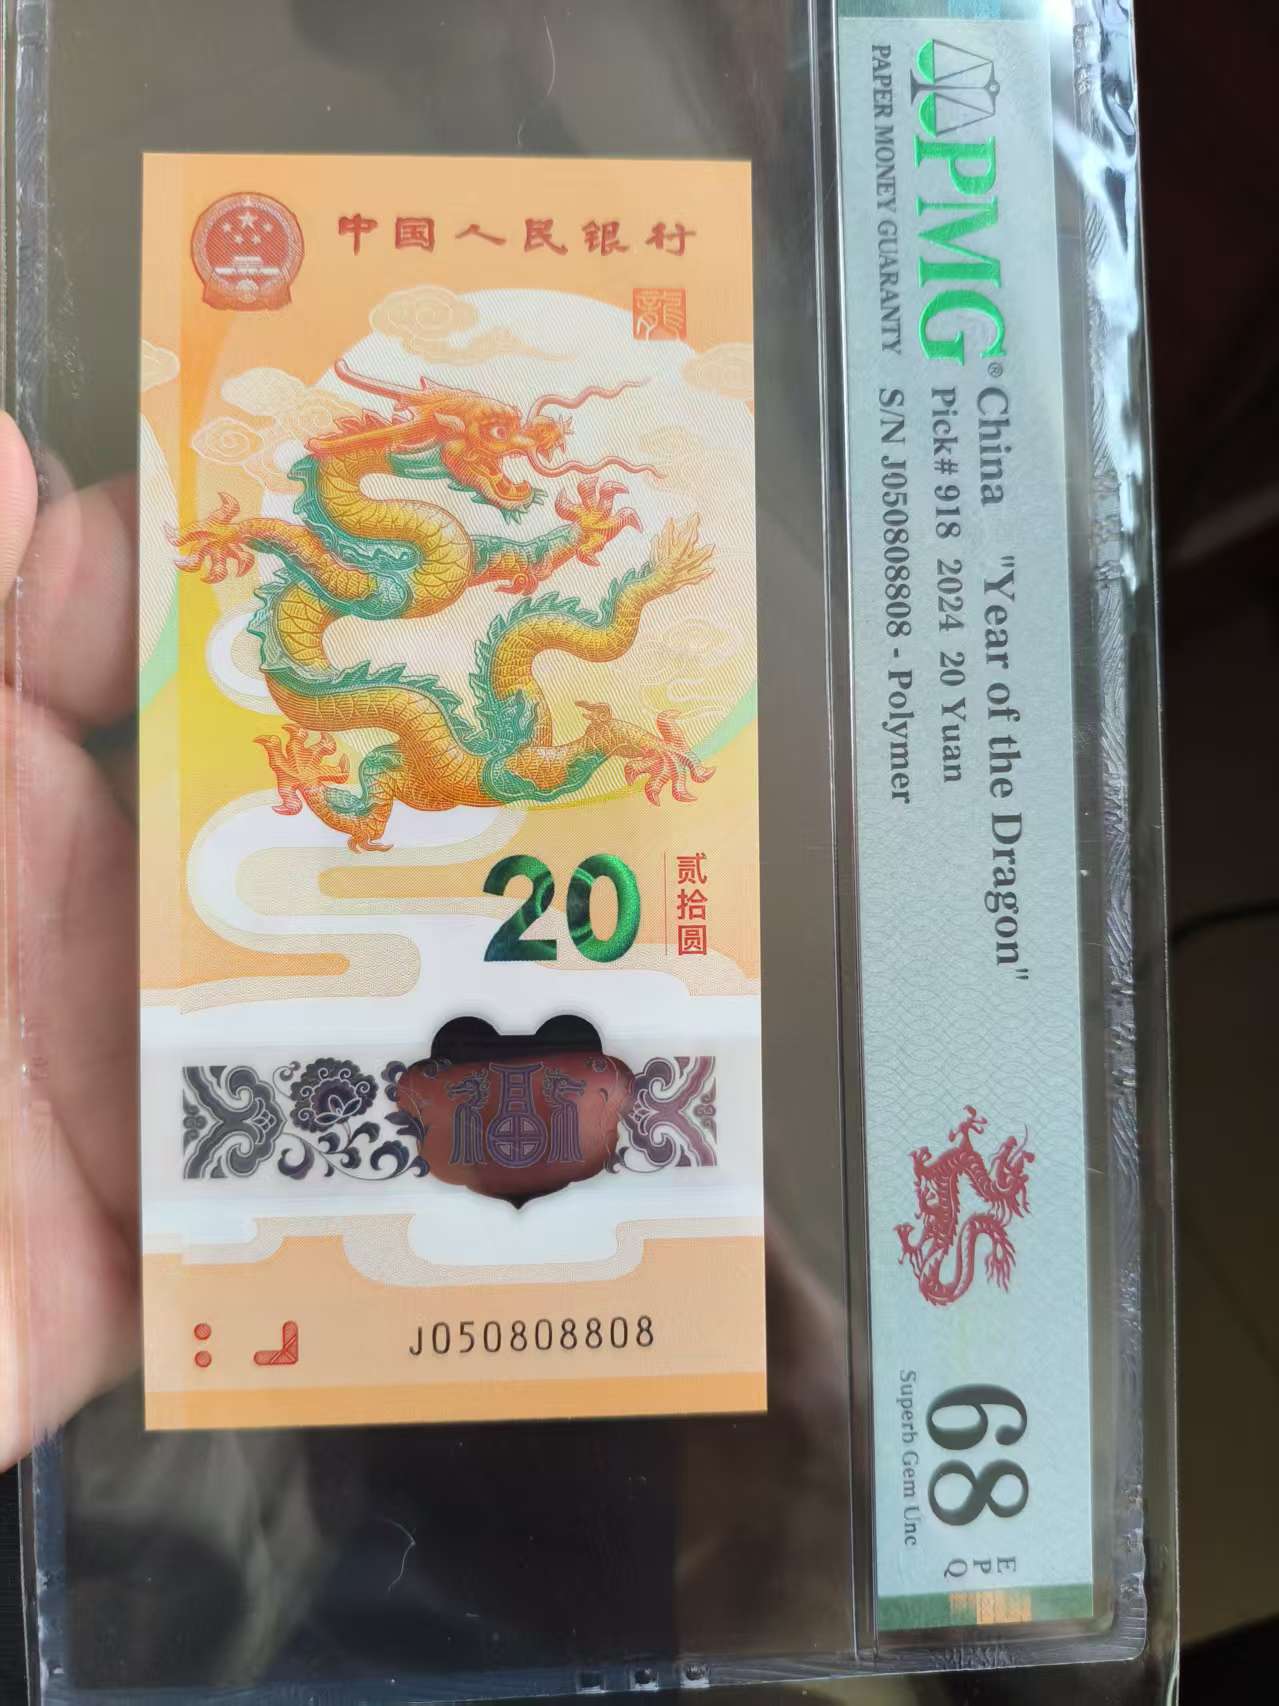 中国人民银行
龍
20
贰拾圆
J050808808
PMG®
PAPER MONEY GUARANTY
China "Year of the Dragon"
Pick# 918 2024 20 Yuan
S/N J050808808 - Polymer
68
EPQ
Superb Gem Unc